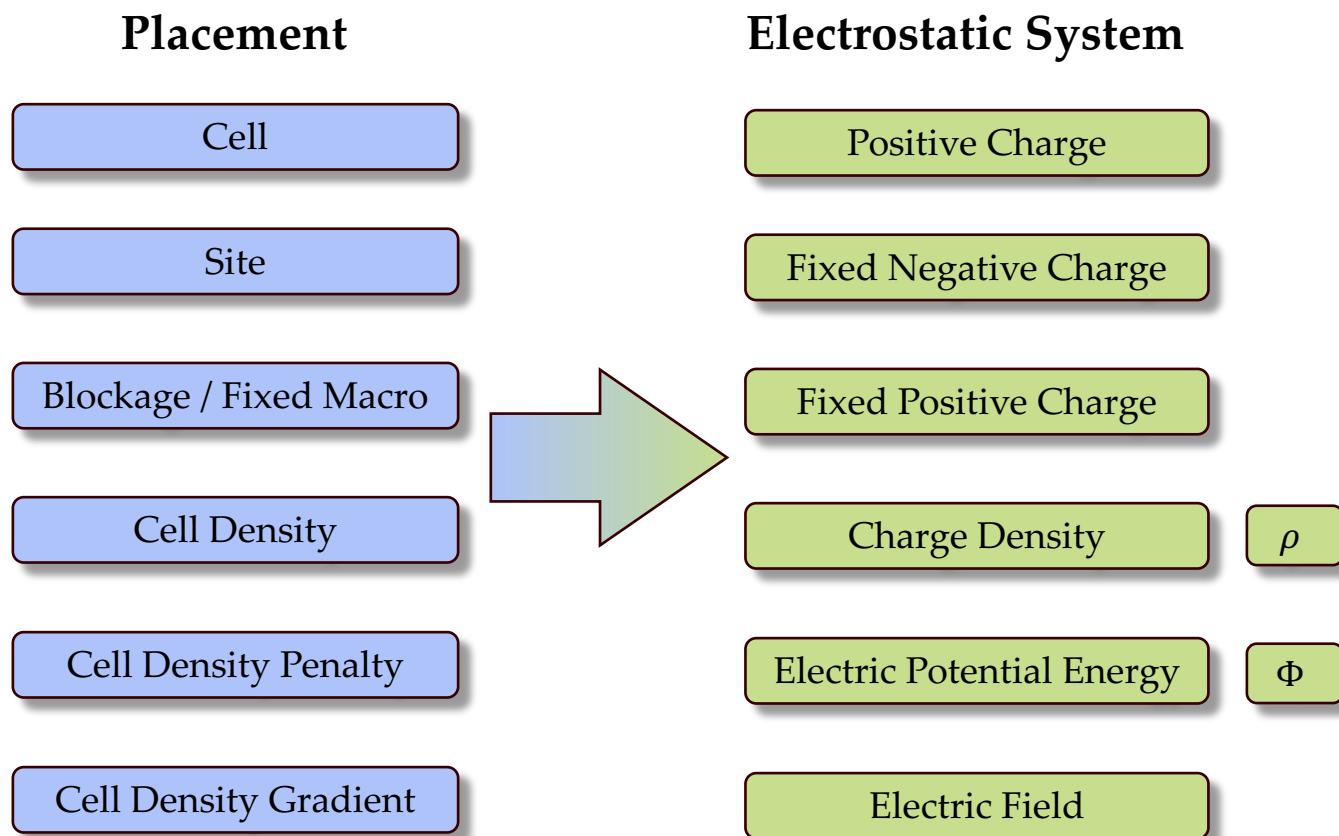 Placement
Electrostatic System
Cell
Positive Charge
Site
Fixed Negative Charge
Blockage / Fixed Macro
Fixed Positive Charge
Cell Density
Charge Density
ρ
Cell Density Penalty
Electric Potential Energy
Φ
Cell Density Gradient
Electric Field